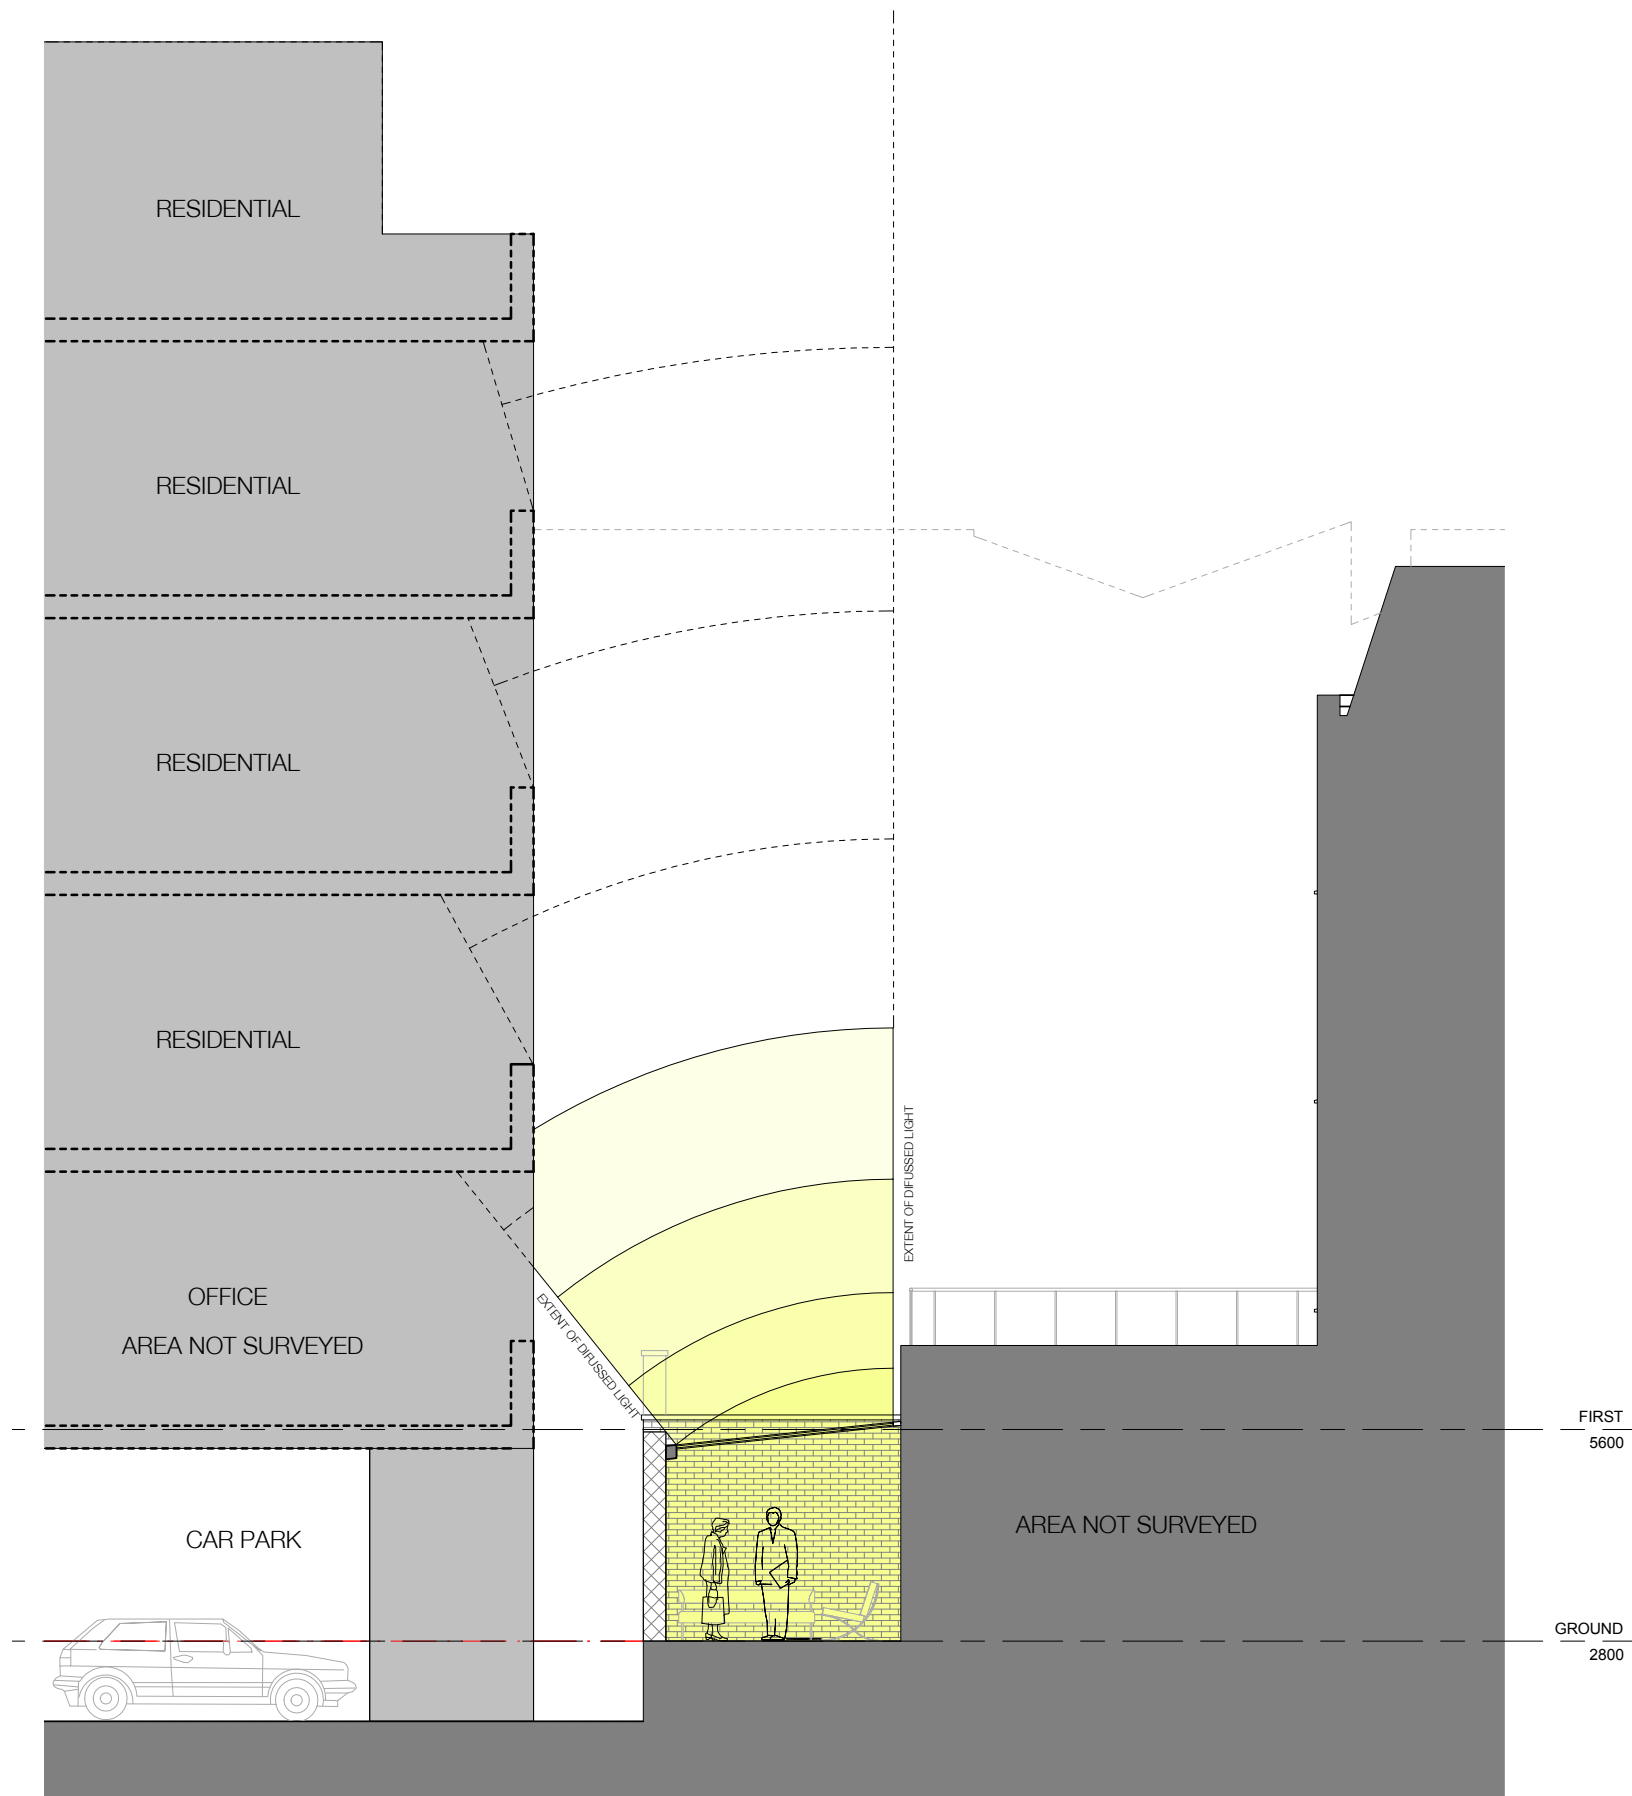 RESIDENTIAL
RESIDENTIAL
RESIDENTIAL
RESIDENTIAL
EXTENT OF DIFUSSED LIGHT
OFFICE
AREA NOT SURVEYED
EXTENT OF DIFUSSED LIGHT
FIRST
5600
CAR PARK
AREA NOT SURVEYED
GROUND
2800